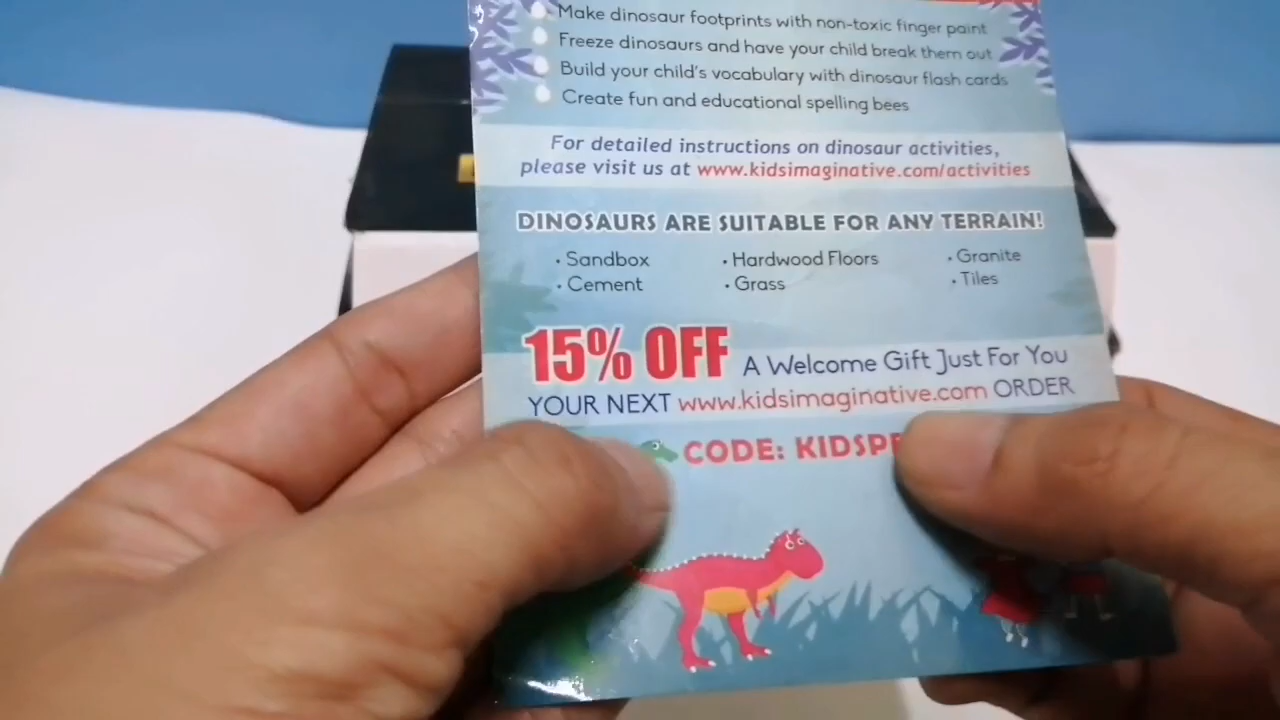 Make dinosaur footprints with non-toxic finger paint
Freeze dinosaurs and have your child break them out
Build your child's vocabulary with dinosaur flash cards
Create fun and educational spelling bees
For detailed instructions on dinosaur activities,
please visit us at www.kidsimaginative.com/activities
DINOSAURS ARE SUITABLE FOR ANY TERRAIN!
· Sandbox · Hardwood Floors · Granite
· Cement · Grass · Tiles
15% OFF A Welcome Gift Just For You
YOUR NEXT www.kidsimaginative.com ORDER
CODE: